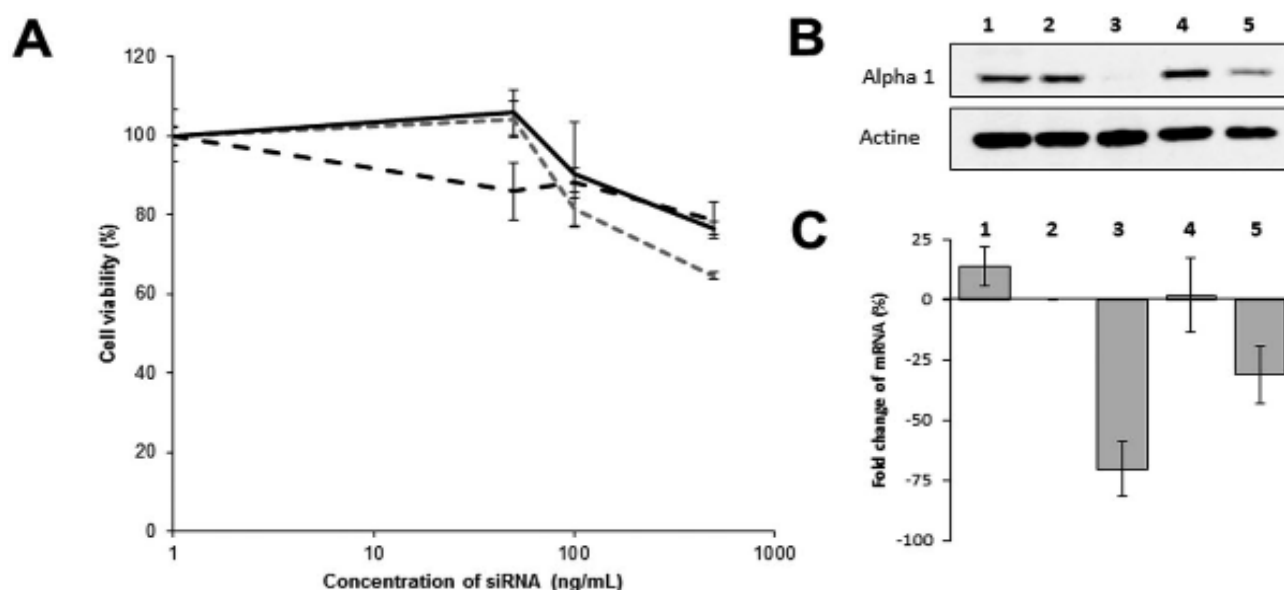 A
120
100
80
60
40
20
0
Cell viability (%)
1 10 100 1000
Concentration of siRNA (ng/mL)
B
1 2 3 4 5
Alpha 1
Actine
C
1 2 3 4 5
25
0
-25
-50
-75
-100
Fold change of mRNA (%)